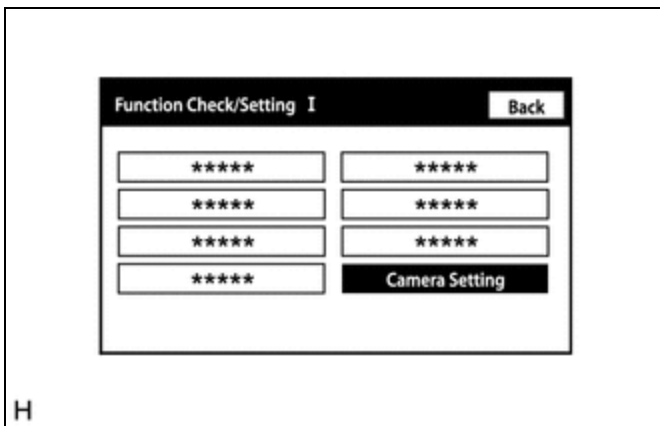 Function Check/Setting I
Back
***** *****
***** *****
***** *****
***** Camera Setting
H